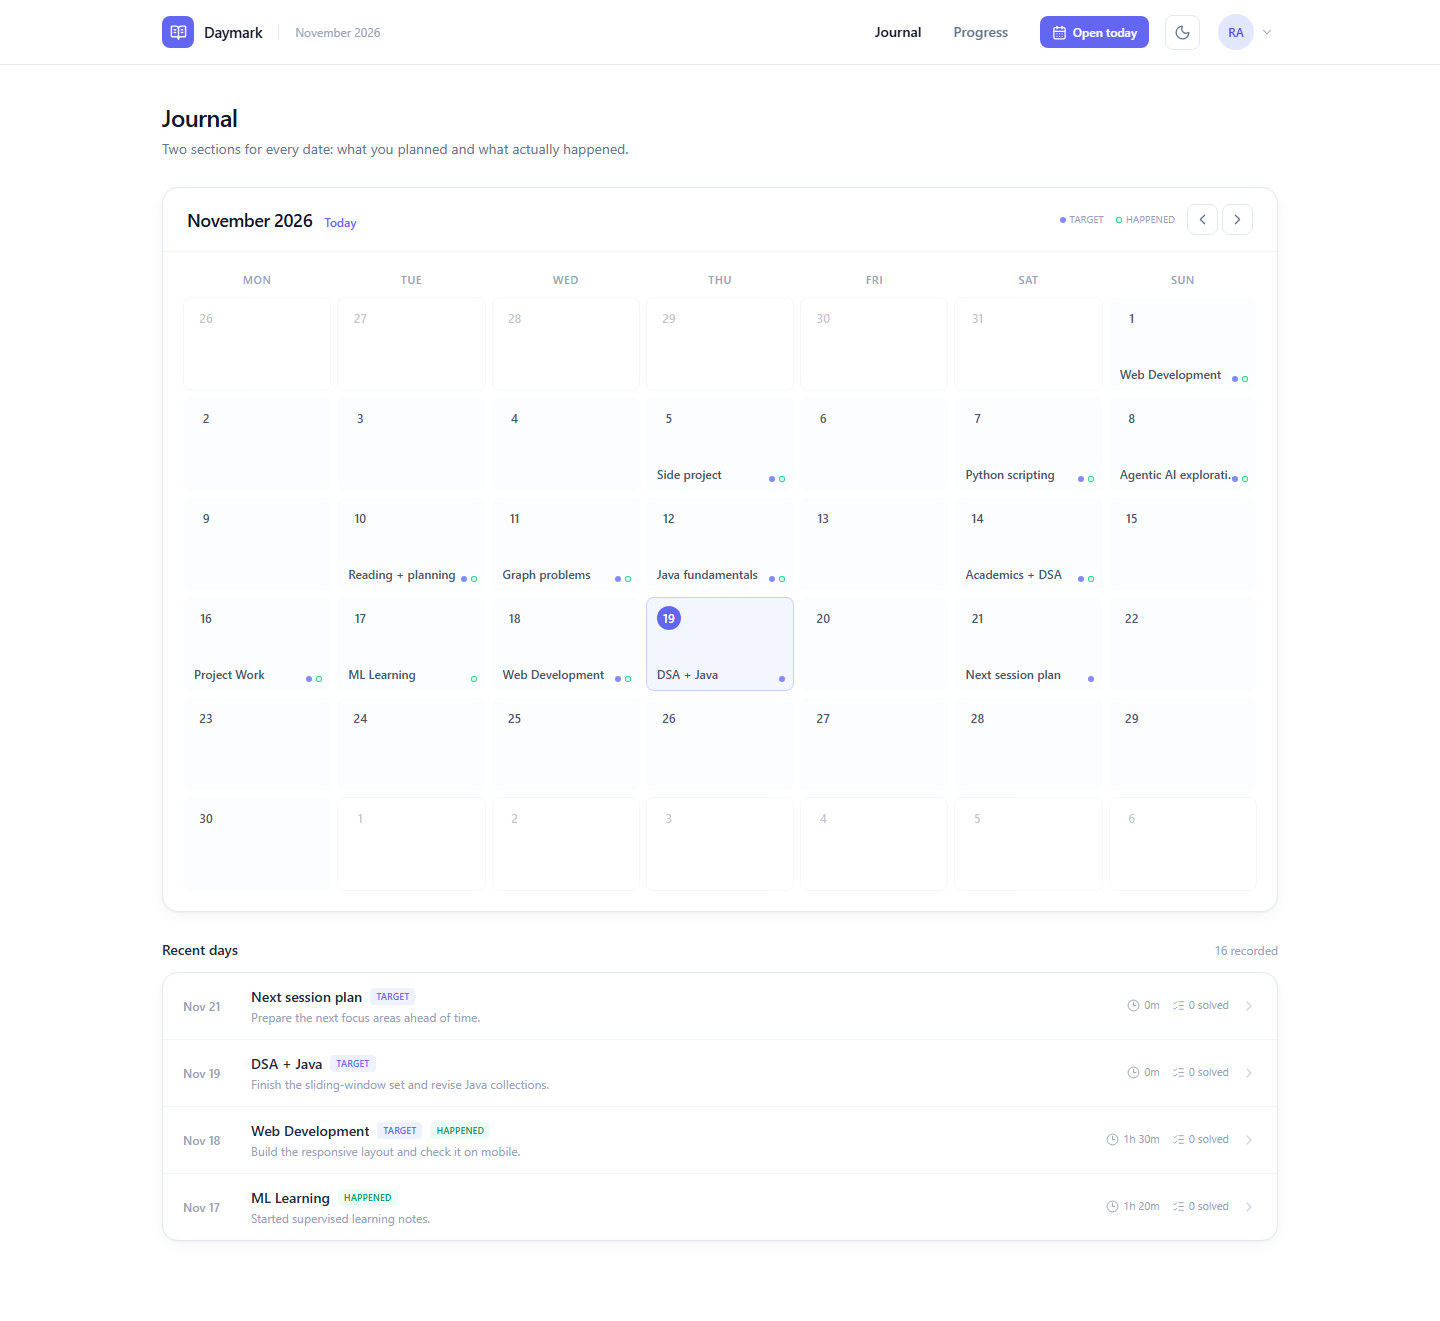 Daymark
November 2026
Journal
Progress
Open today
RA
Journal
Two sections for every date: what you planned and what actually happened.
November 2026
Today
TARGET
HAPPENED
MON TUE WED THU FRI SAT SUN
26 27 28 29 30 31 1
Web Development
2 3 4 5 6 7 8
Side project
Python scripting
Agentic AI explorati...
9 10 11 12 13 14 15
Reading + planning
Graph problems
Java fundamentals
Academics + DSA
16 17 18 19 20 21 22
Project Work
ML Learning
Web Development
DSA + Java
Next session plan
23 24 25 26 27 28 29
30 1 2 3 4 5 6
Recent days
16 recorded
Nov 21
Next session plan TARGET
Prepare the next focus areas ahead of time.
0m 0 solved
Nov 19
DSA + Java TARGET
Finish the sliding-window set and revise Java collections.
0m 0 solved
Nov 18
Web Development TARGET HAPPENED
Build the responsive layout and check it on mobile.
1h 30m 0 solved
Nov 17
ML Learning HAPPENED
Started supervised learning notes.
1h 20m 0 solved